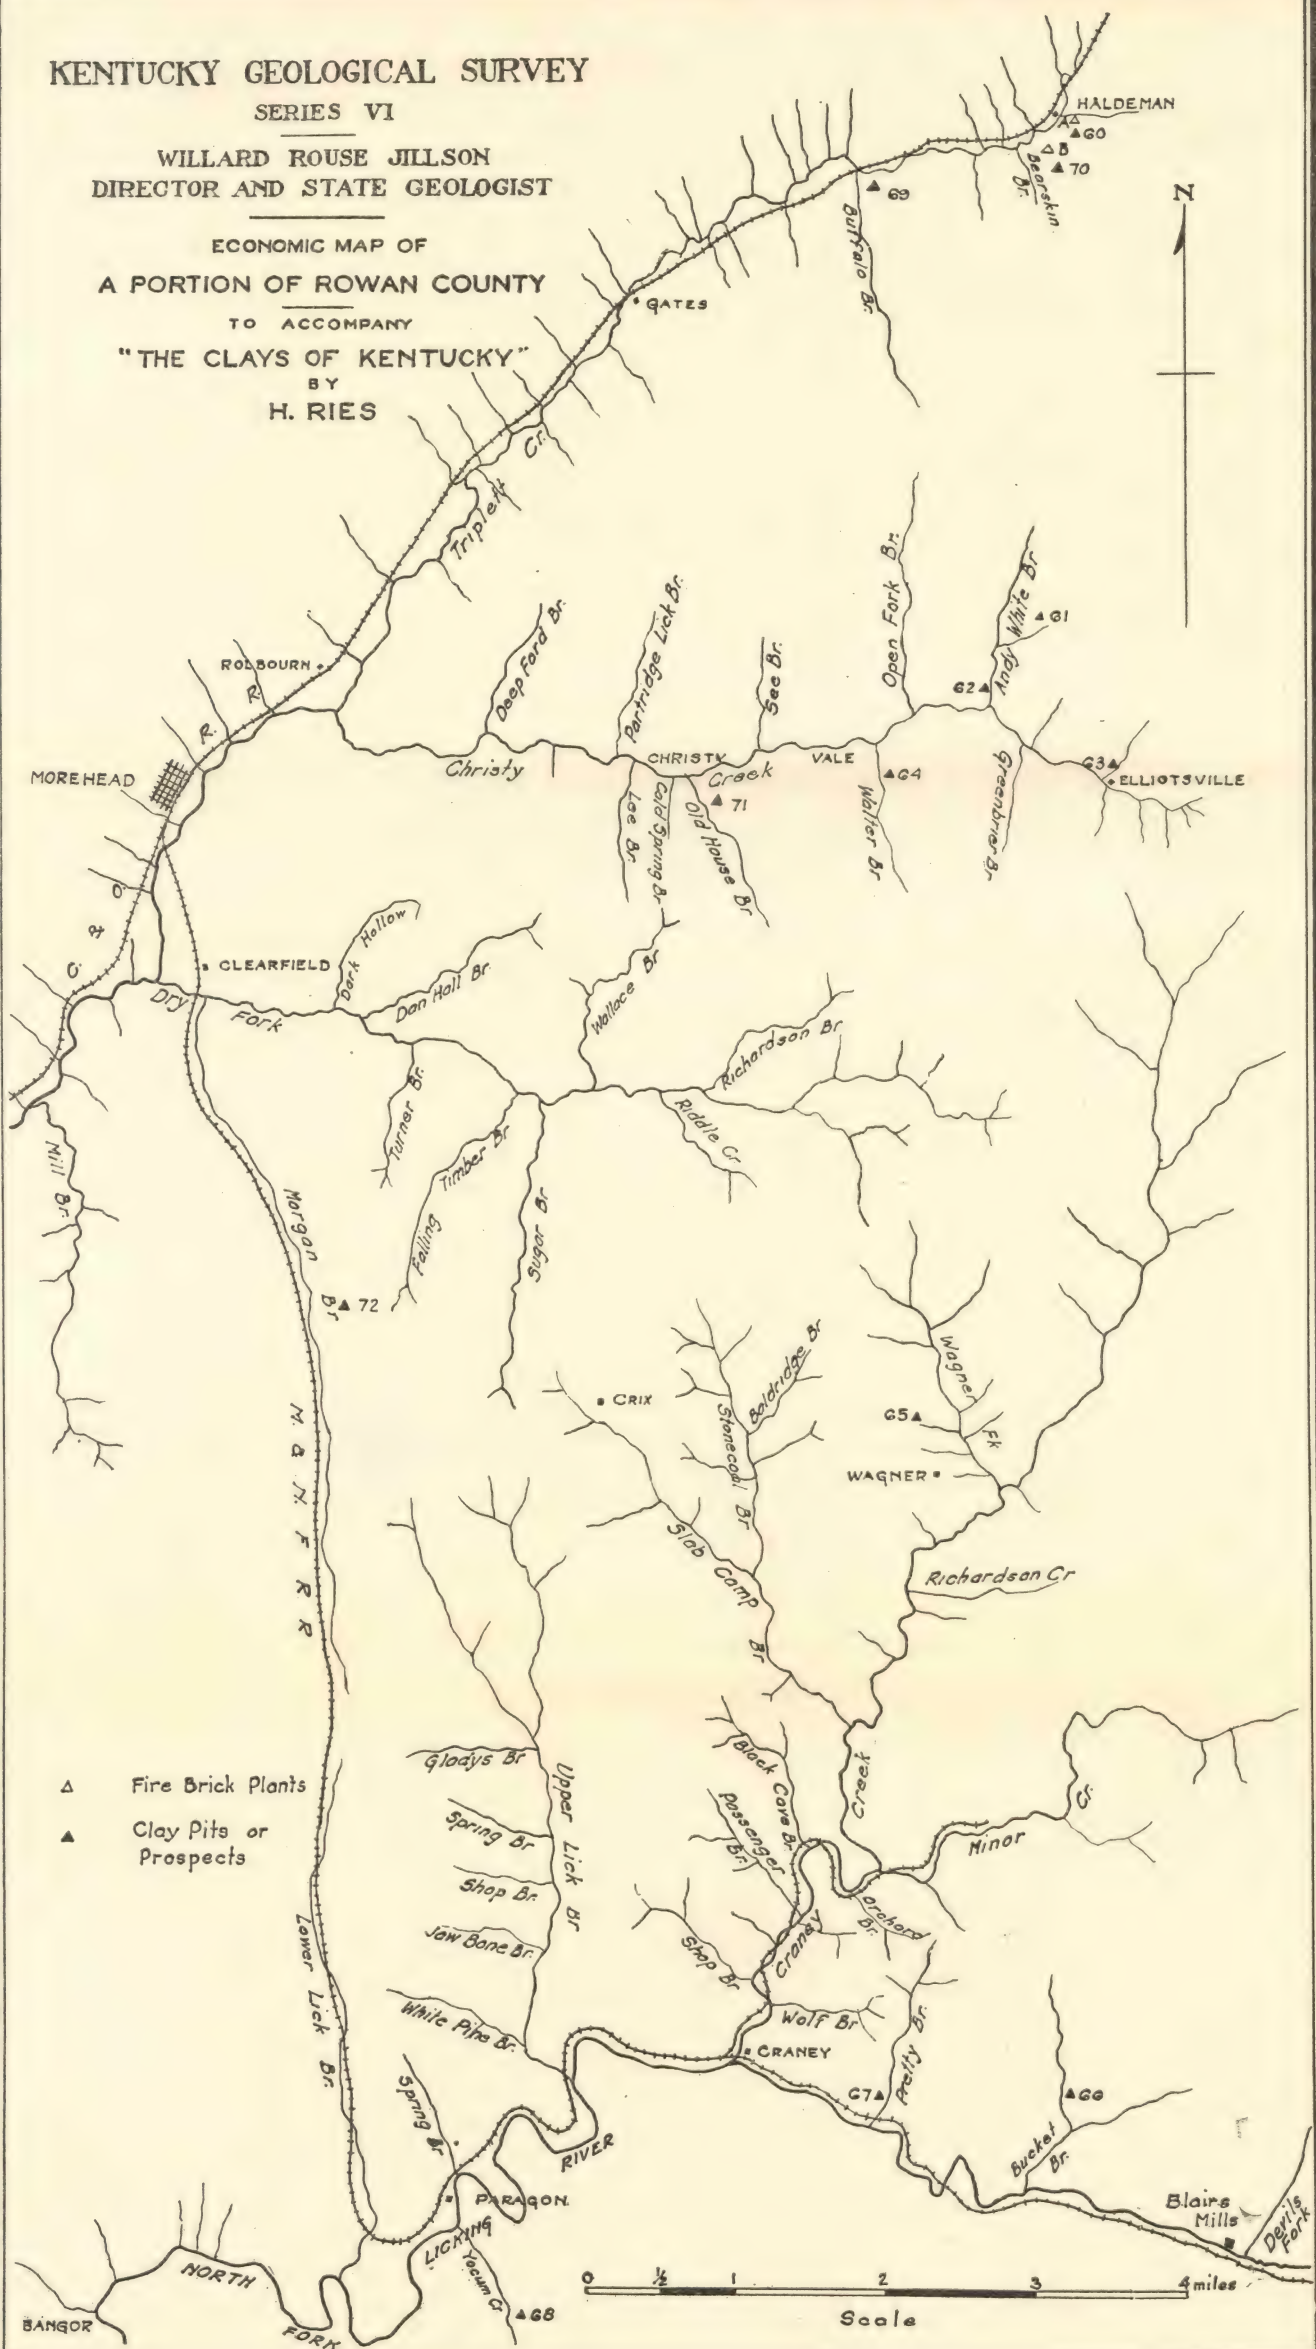 KENTUCKY GEOLOGICAL SURVEY
SERIES VI
WILLARD ROUSE JILLSON
DIRECTOR AND STATE GEOLOGIST
ECONOMIC MAP OF
A PORTION OF ROWAN COUNTY
TO ACCOMPANY
"THE CLAYS OF KENTUCKY"
BY
H. RIES
HALDEMAN
A
60
B
70
Bearskin
Br.
69
Buffalo Br.
N
GATES
Triplett
Cr.
ROLBOURN
R.
R.
MOREHEAD
O.
&
C.
Deep Ford Br.
Partridge Lick Br.
See Br.
Open Fork Br.
Andy White Br.
61
62
Christy
CHRISTY
Creek
VALE
63
ELLIOTSVILLE
64
71
Lee Br.
Cold Spring Br
Old House Br
Walter Br
Greenbrier Br
CLEARFIELD
Dark Hollow
Dan Hall Br.
Wallace Br
Dry
Fork
Richardson Br
Riddle Cr
Turner Br.
Falling Timber Br
Sugar Br
Mill Br.
Morgan
Br
72
M. & N. F R R
CRIX
Stonecoal Br
Boldridge Br
Wagner
Fk
65
WAGNER
Slab Camp
Br
Richardson Cr
Gladys Br
Spring Br
Shop Br.
Jaw Bone Br.
White Pine Br.
Upper Lick Br
Black Cave Br.
Passenger
Br.
Creek
Minor
Cr.
Orchard
Br.
Shop Br
Craney
Wolf Br
CRANEY
67
Pretty Br.
66
Bucket
Br.
Blairs
Mills
Devils
Fork
△ Fire Brick Plants
▲ Clay Pits or
Prospects
Lower Lick Br.
Spring Br
RIVER
PARAGON
LICKING
Yocum Cr
68
NORTH
FORK
BANGOR
0 ½ 1 2 3 4 miles
Scale